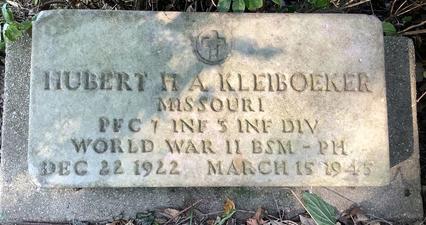 HUBERT H A KLEIBOEKER
MISSOURI
PFC 7 INF 3 INF DIV
WORLD WAR II BSM - PH
DEC 22 1922 MARCH 15 1945